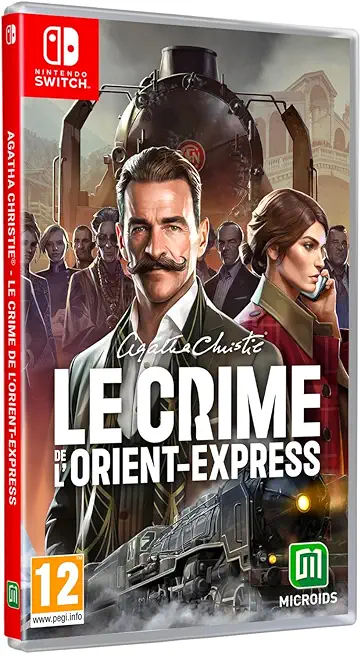 NINTENDO
SWITCH™
AGATHA CHRISTIE® - LE CRIME DE L'ORIENT-EXPRESS
Agatha Christie®
LE CRIME
DE L'ORIENT-EXPRESS
12
www.pegi.info
MICROIDS